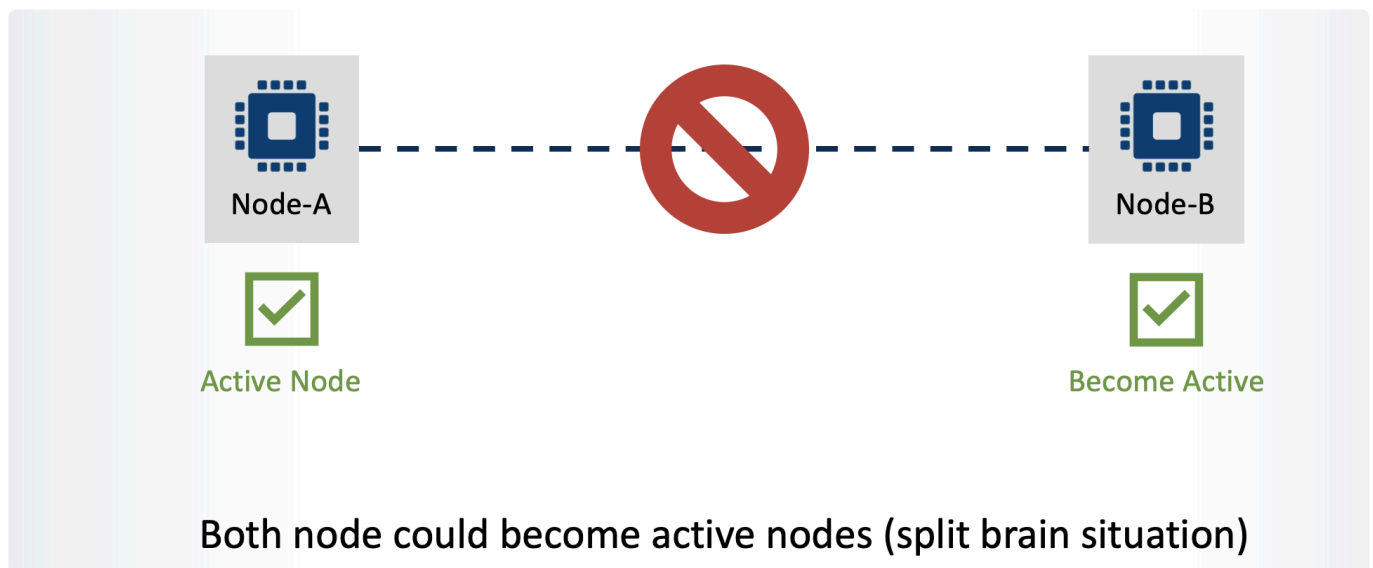 Node-A
Node-B
Active Node
Become Active
Both node could become active nodes (split brain situation)